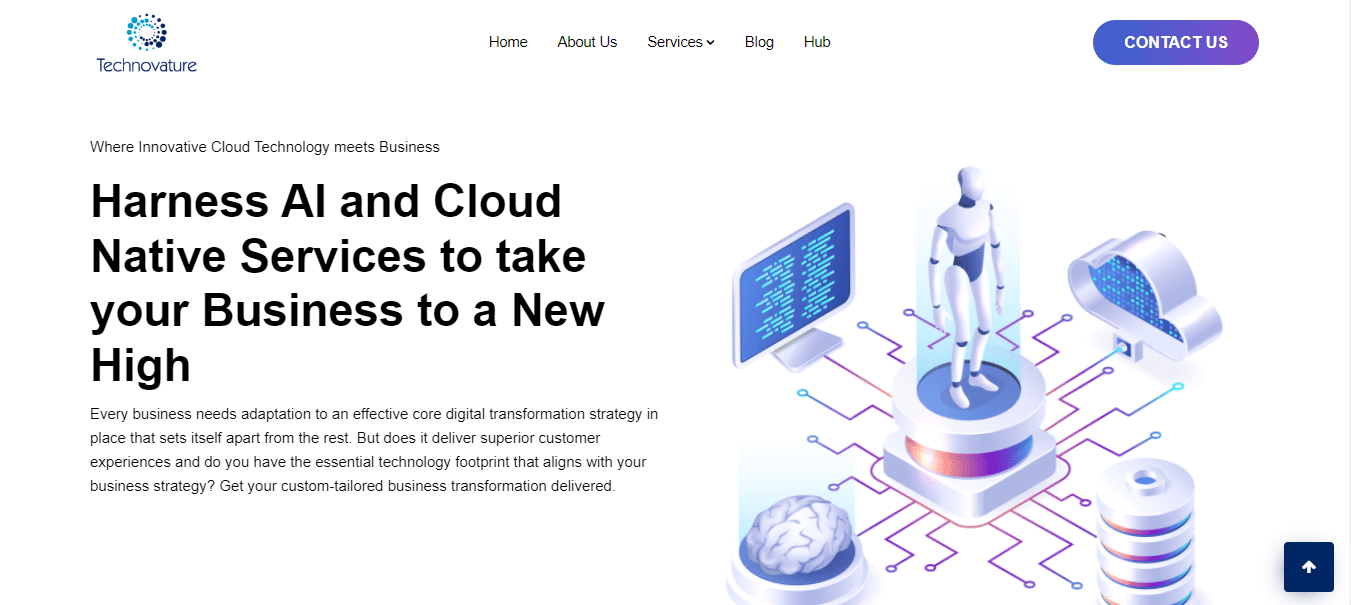 Technovature
Home
About Us
Services
Blog
Hub
CONTACT US
Where Innovative Cloud Technology meets Business
Harness AI and Cloud
Native Services to take
your Business to a New
High
Every business needs adaptation to an effective core digital transformation strategy in
place that sets itself apart from the rest. But does it deliver superior customer
experiences and do you have the essential technology footprint that aligns with your
business strategy? Get your custom-tailored business transformation delivered.